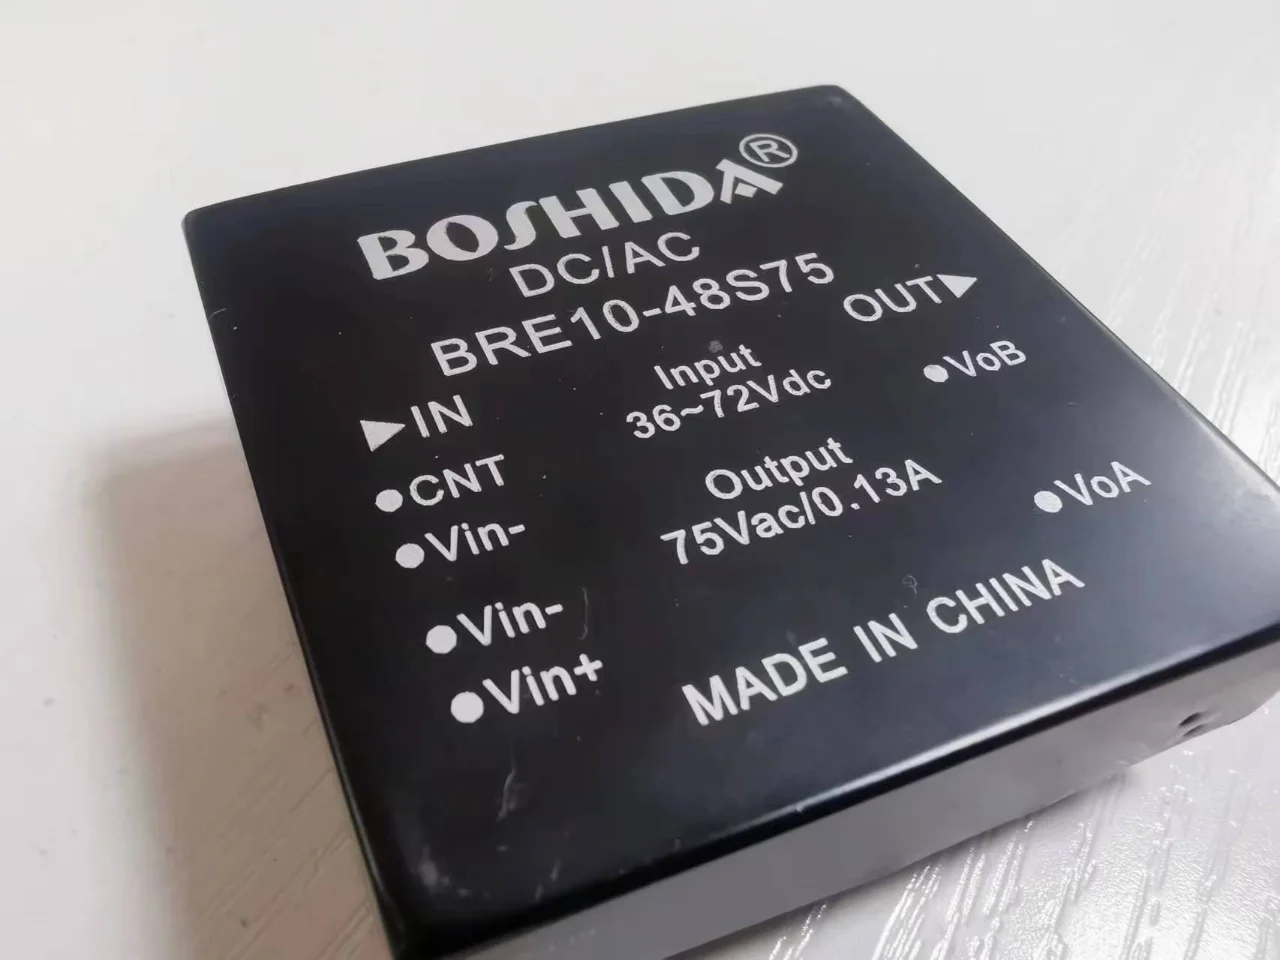 BOSHIDA®
DC/AC
BRE10-48S75
▶IN
Input
OUT▶
36~72Vdc
●VoB
●CNT
Output
●Vin-
75Vac/0.13A
●VoA
●Vin-
●Vin+
MADE IN CHINA